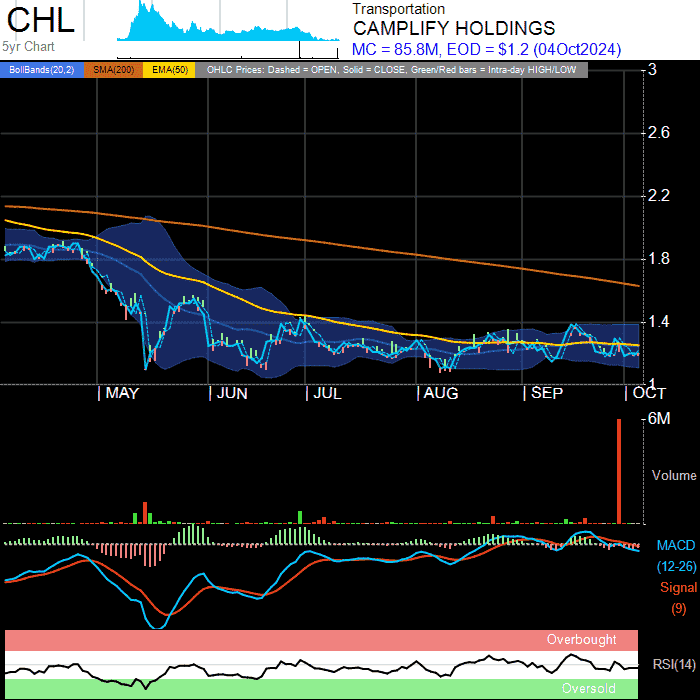 CHL
5yr Chart
Transportation
CAMPLIFY HOLDINGS
MC = 85.8M, EOD = $1.2 (04Oct2024)
BollBands(20,2) SMA(200) EMA(50) OHLC Prices: Dashed = OPEN, Solid = CLOSE, Green/Red bars = Intra-day HIGH/LOW
3
2.6
2.2
1.8
1.4
1
MAY JUN JUL AUG SEP OCT
6M
Volume
MACD
(12-26)
Signal
(9)
Overbought
RSI(14)
Oversold